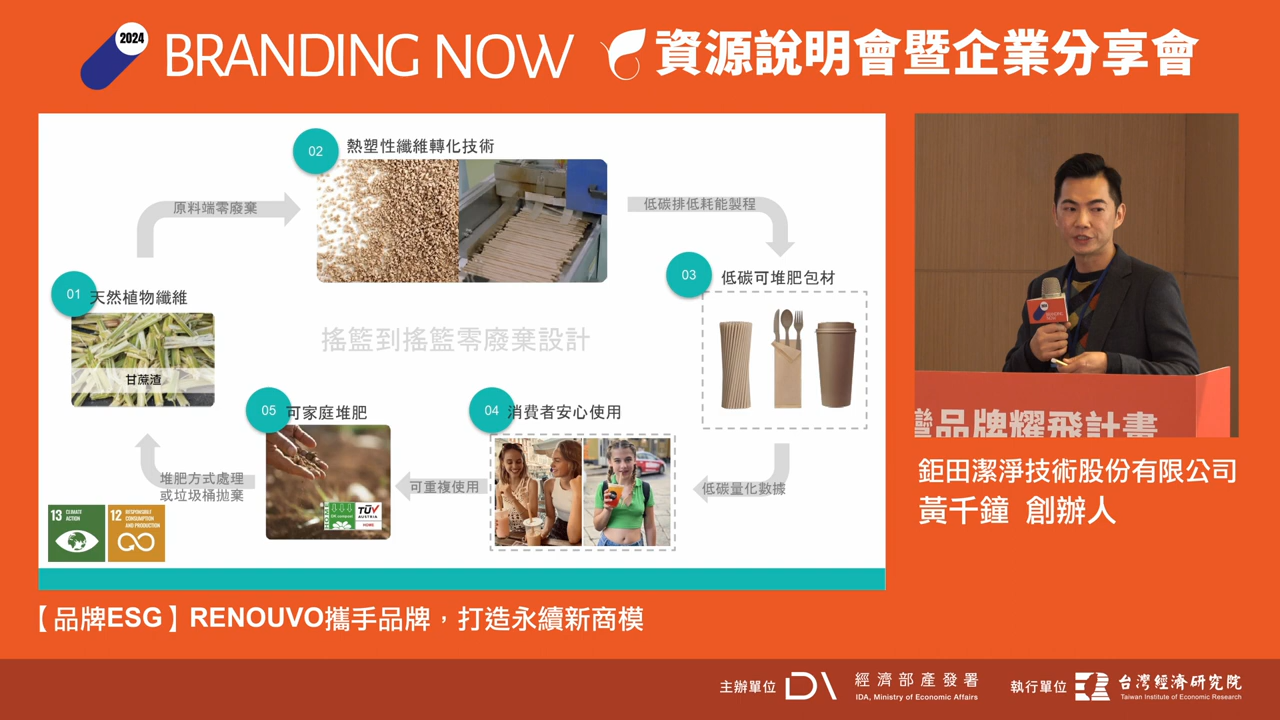 2024
BRANDING NOW 資源說明會暨企業分享會
02
熱塑性纖維轉化技術
原料端零廢棄
低碳排低耗能製程
01
天然植物纖維
甘蔗渣
03
低碳可堆肥包材
搖籃到搖籃零廢棄設計
05
可家庭堆肥
04
消費者安心使用
堆肥方式處理
或垃圾桶拋棄
可重複使用
低碳量化數據
TÜV
AUSTRIA
HOME
13 CLIMATE
ACTION
12 RESPONSIBLE
CONSUMPTION
AND PRODUCTION
灣品牌耀飛計畫
鉅田潔淨技術股份有限公司
黃千鐘 創辦人
【品牌ESG】RENOUVO攜手品牌，打造永續新商模
主辦單位 IDA 經濟部產發署
IDA, Ministry of Economic Affairs
執行單位 台灣經濟研究院
Taiwan Institute of Economic Research